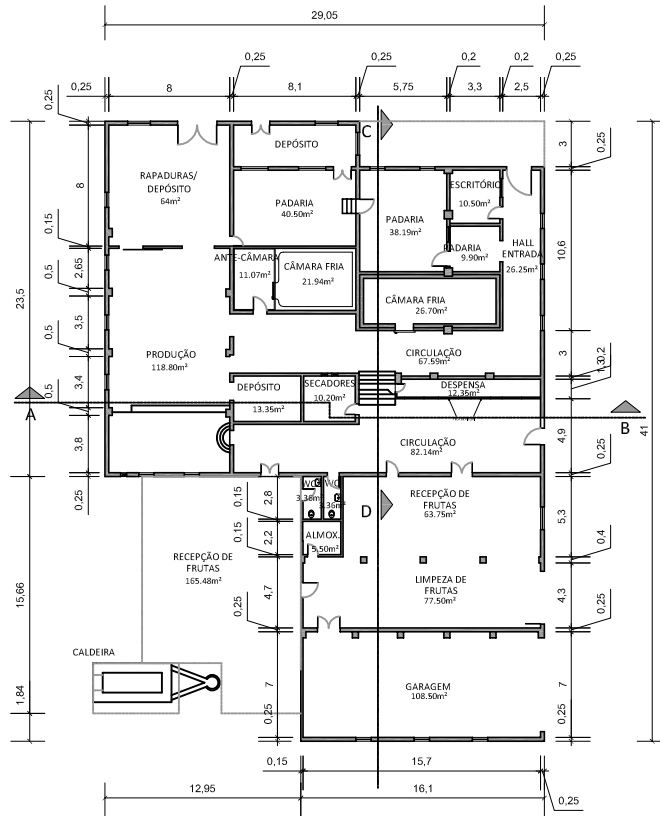 29,05
0,25
0,25
0,2
0,2
0,25
0,25
8
8,1
5,75
3,3
2,5
0,25
C
DEPÓSITO
3
0,25
8
RAPADURAS/
DEPÓSITO
64m²
PADARIA
40.50m²
PADARIA
38.19m²
ESCRITÓRIO
10.50m²
PADARIA
9.90m²
HALL
ENTRADA
26.25m²
10,6
0,15
ANTE-CÂMARA
11.07m²
CÂMARA FRIA
21.94m²
2,65
0,5
23,5
CÂMARA FRIA
26.70m²
3,5
0,5
PRODUÇÃO
118.80m²
CIRCULAÇÃO
67.59m²
3
0,2
1,3
3,4
0,5
DEPÓSITO
13.35m²
SECADORES
10.20m²
DESPENSA
12.35m²
A
B
41
3,8
CIRCULAÇÃO
82.14m²
4,9
0,25
0,25
0,15
2,8
WC
3.36m²
WC
3.36m²
D
RECEPÇÃO DE
FRUTAS
63.75m²
5,3
0,15
2,2
ALMOX.
5.50m²
0,4
RECEPÇÃO DE
FRUTAS
165.48m²
15,66
4,7
LIMPEZA DE
FRUTAS
77.50m²
4,3
0,25
0,25
CALDEIRA
1,84
7
GARAGEM
108.50m²
7
0,25
0,25
0,15
15,7
12,95
16,1
0,25